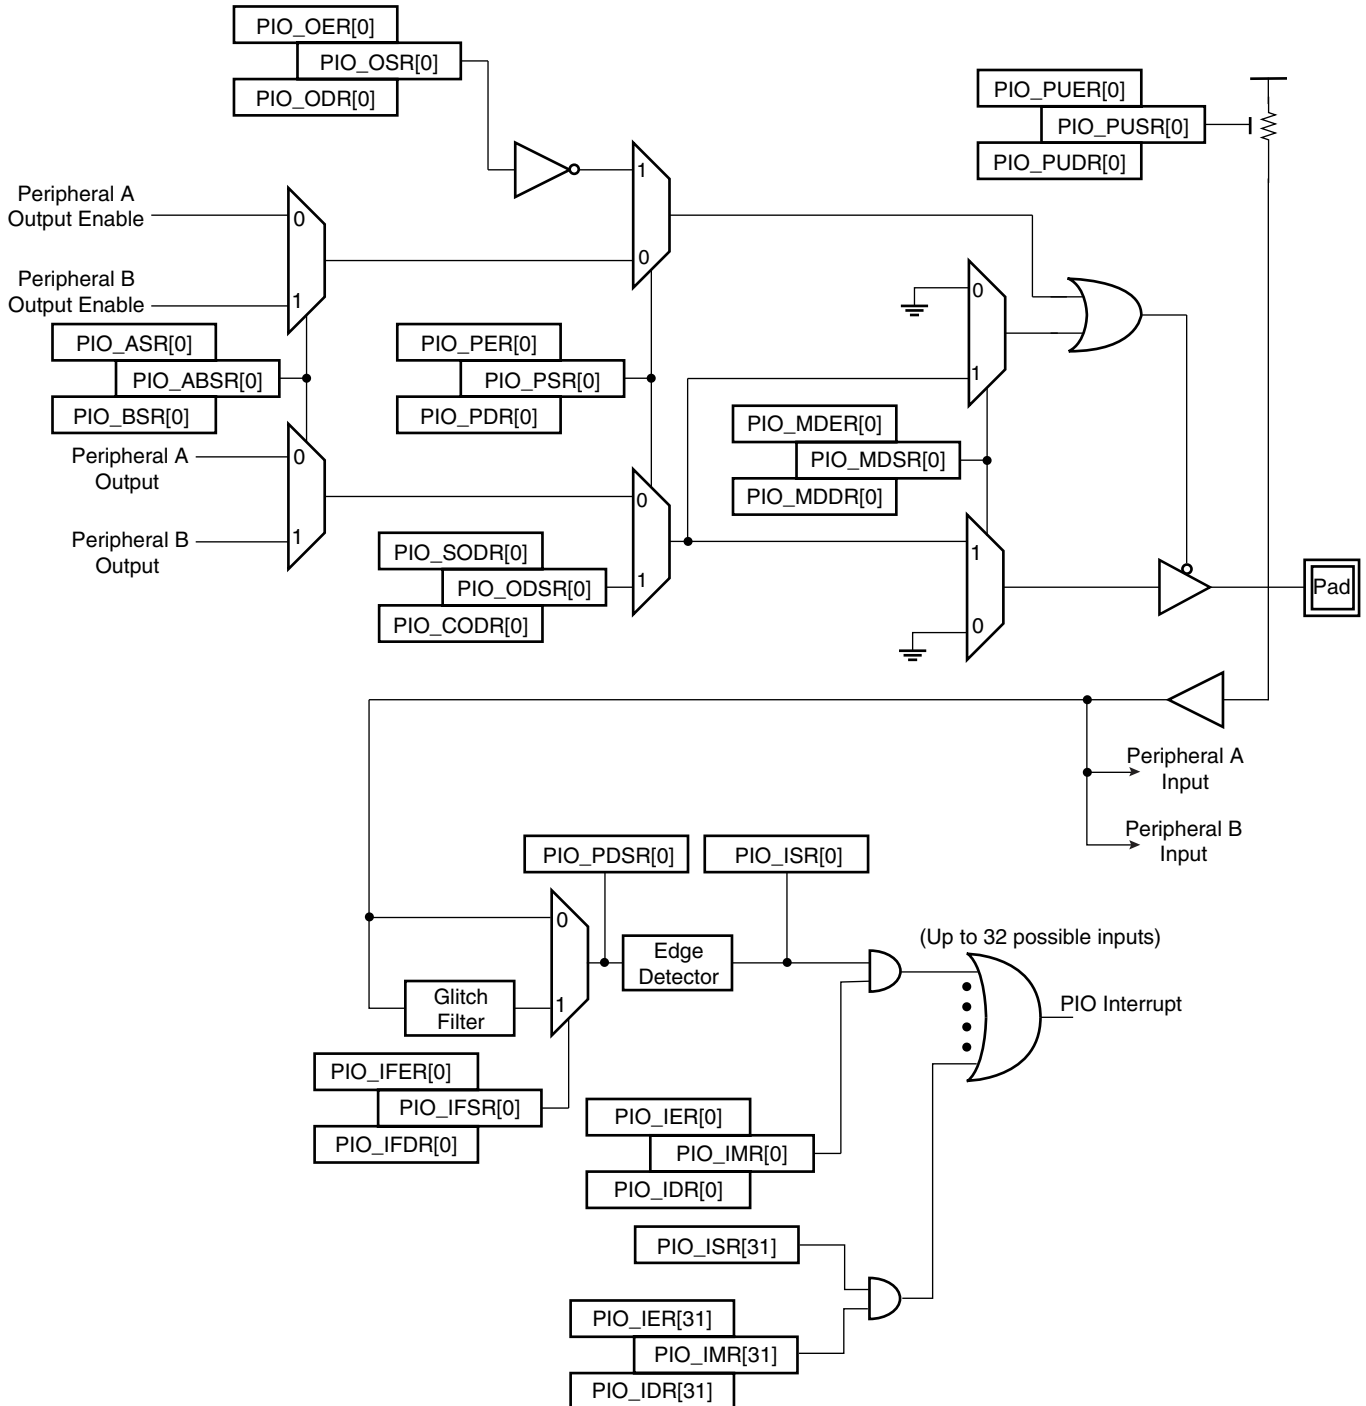 PIO_OER[0]
PIO_OSR[0]
PIO_ODR[0]
PIO_PUER[0]
PIO_PUSR[0]
PIO_PUDR[0]
1
0
Peripheral A
Output Enable
0
Peripheral B
Output Enable
1
PIO_ASR[0]
PIO_ABSR[0]
PIO_BSR[0]
PIO_PER[0]
PIO_PSR[0]
PIO_PDR[0]
0
1
PIO_MDER[0]
PIO_MDSR[0]
PIO_MDDR[0]
Peripheral A
Output
0
Peripheral B
Output
1
0
1
PIO_SODR[0]
PIO_ODSR[0]
PIO_CODR[0]
1
0
Pad
Peripheral A
Input
Peripheral B
Input
PIO_PDSR[0]
PIO_ISR[0]
0
1
Glitch
Filter
Edge
Detector
(Up to 32 possible inputs)
PIO Interrupt
PIO_IFER[0]
PIO_IFSR[0]
PIO_IFDR[0]
PIO_IER[0]
PIO_IMR[0]
PIO_IDR[0]
PIO_ISR[31]
PIO_IER[31]
PIO_IMR[31]
PIO_IDR[31]